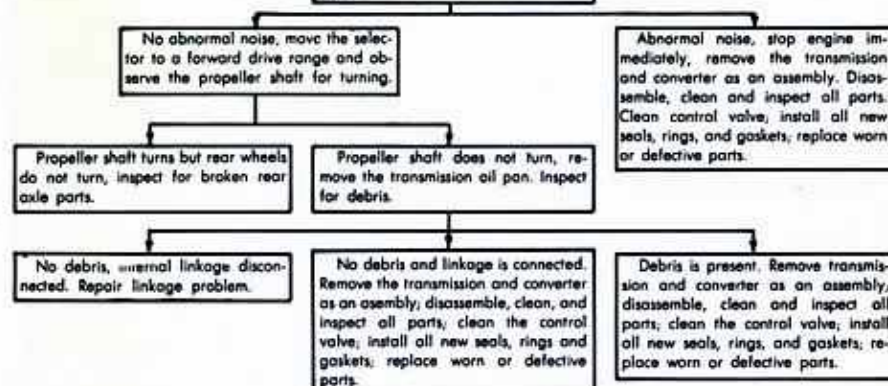 No abnormal noise, move the selec-
tor to a forward drive range and ob-
serve the propeller shaft for turning.
Abnormal noise, stop engine im-
mediately, remove the transmission
and converter as an assembly. Disas-
semble, clean and inspect all parts.
Clean control valve; install all new
seals, rings, and gaskets; replace worn
or defective parts.
Propeller shaft turns but rear wheels
do not turn, inspect for broken rear
axle parts.
Propeller shaft does not turn, re-
move the transmission oil pan. Inspect
for debris.
No debris, internal linkage discon-
nected. Repair linkage problem.
No debris and linkage is connected.
Remove the transmission and converter
as an asembly; disassemble, clean, and
inspect all parts; clean the control
valve; install all new seals, rings and
gaskets; replace worn or defective
parts.
Debris is present. Remove transmis-
sion and converter as an assembly;
disassemble, clean and inspect all
parts; clean the control valve; install
all new seals, rings, and gaskets; re-
place worn or defective parts.